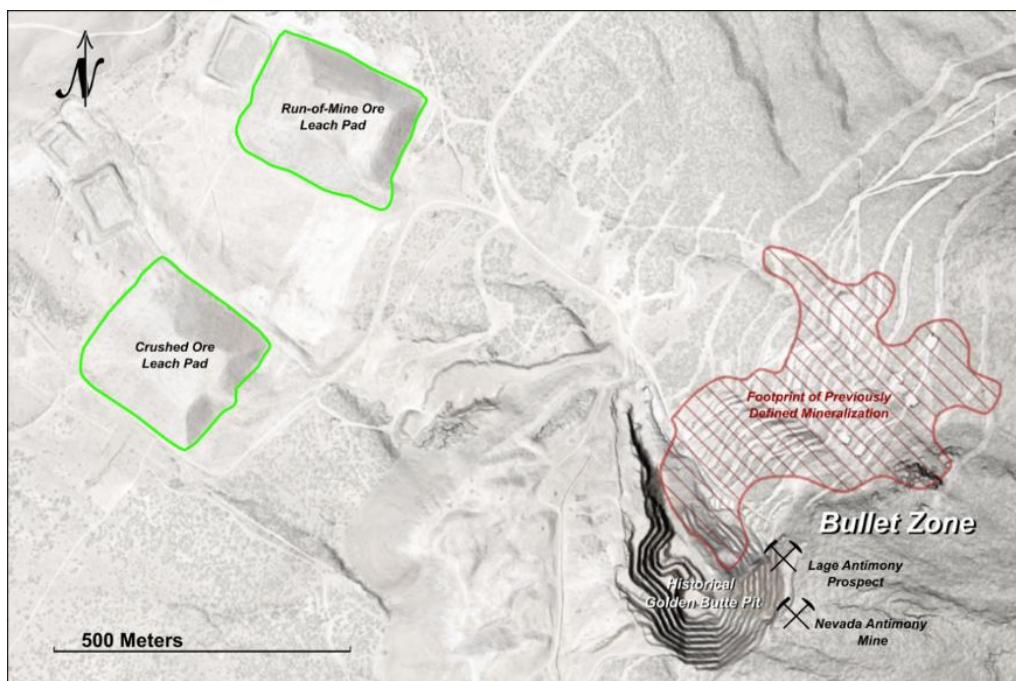 N
Run-of-Mine Ore
Leach Pad
Crushed Ore
Leach Pad
Footprint of Previously
Defined Mineralization
Bullet Zone
Lage Antimony
Prospect
Historical
Golden Butte Pit
Nevada Antimony
Mine
500 Meters